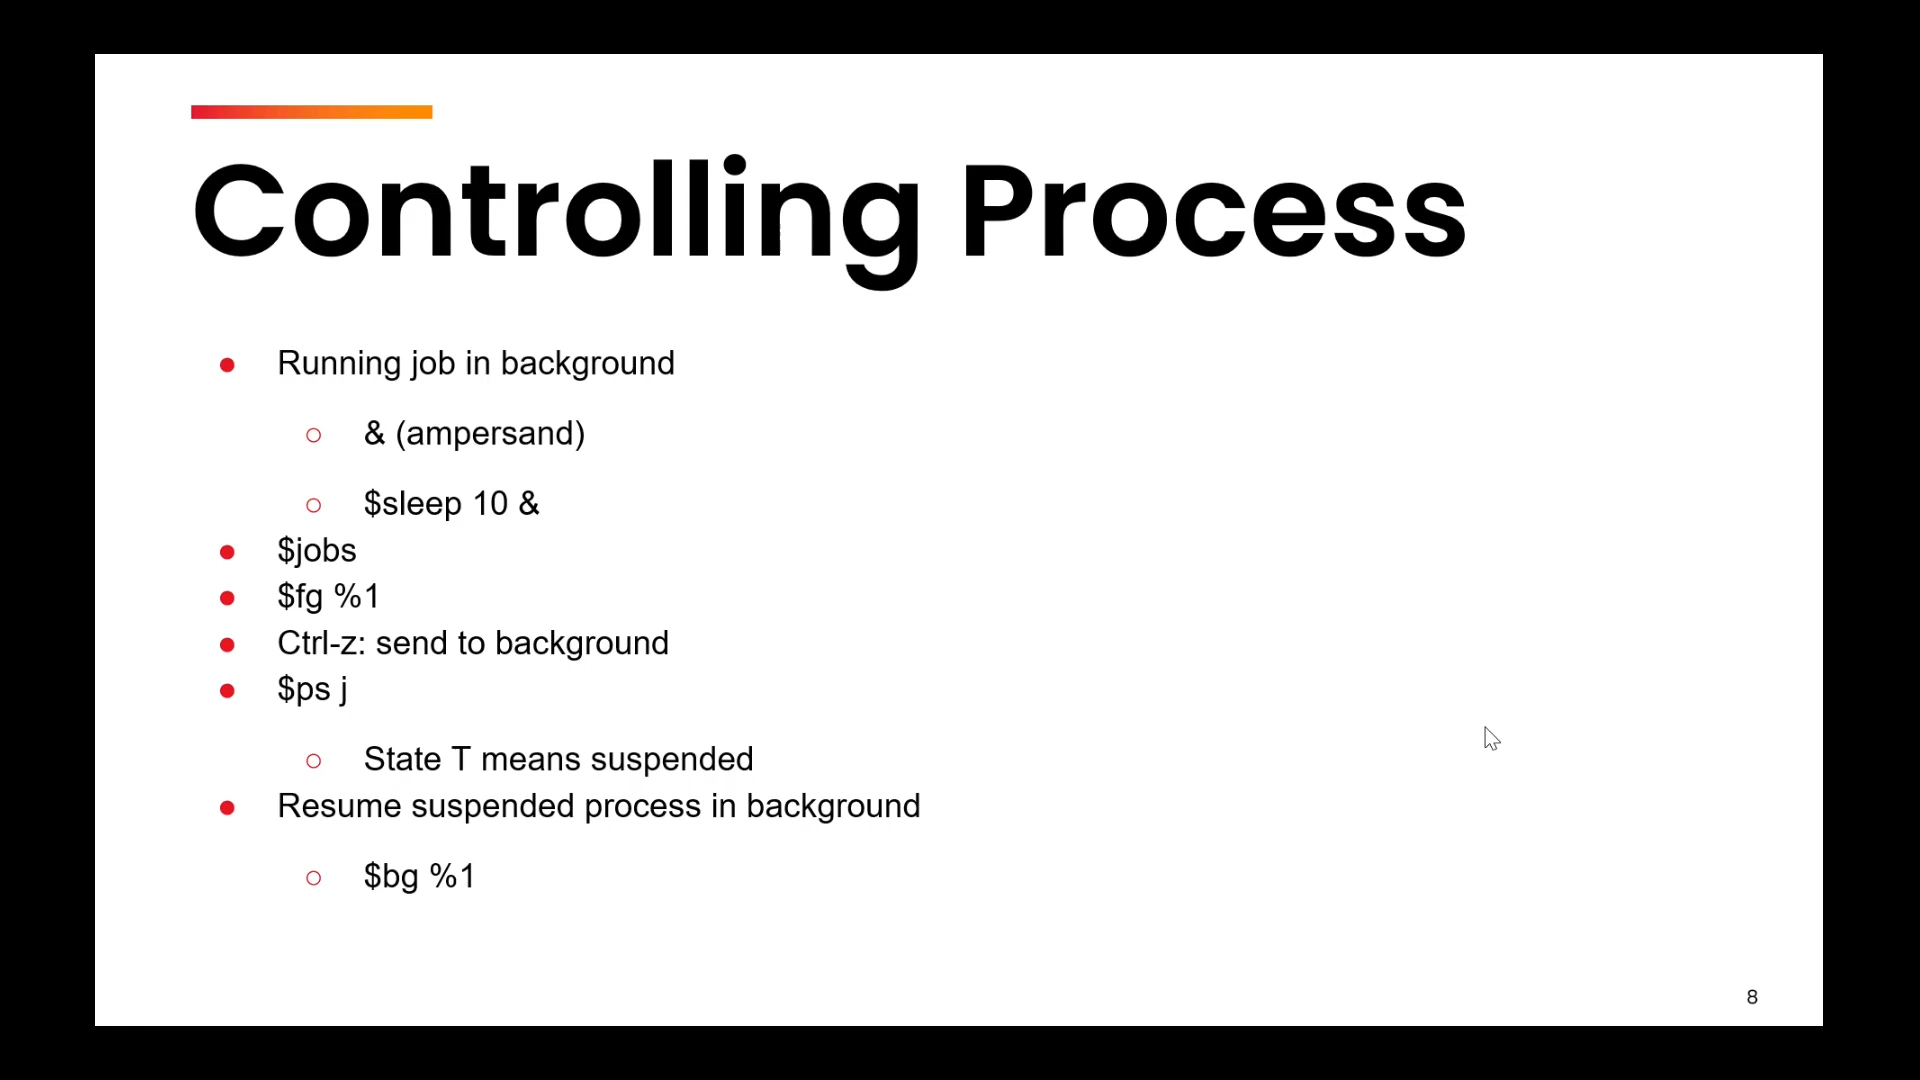 Controlling Process
● Running job in background
○ & (ampersand)
○ $sleep 10 &
● $jobs
● $fg %1
● Ctrl-z: send to background
● $ps j
○ State T means suspended
● Resume suspended process in background
○ $bg %1
8